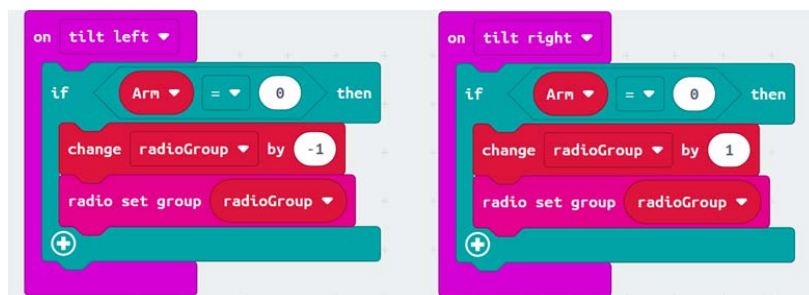 on tilt left
if Arm = 0 then
change radioGroup by -1
radio set group radioGroup
on tilt right
if Arm = 0 then
change radioGroup by 1
radio set group radioGroup